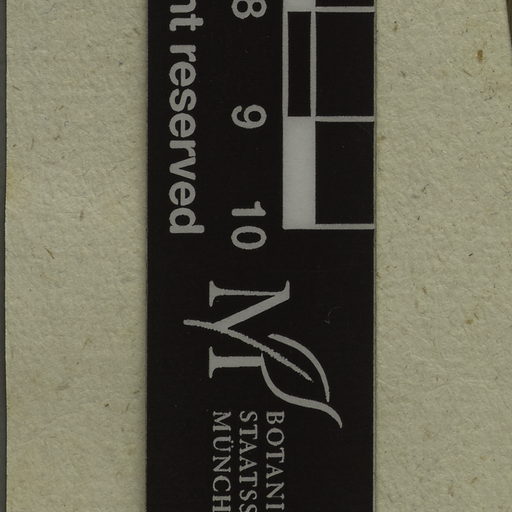 nt reserved
8 9 10
M
BOTANI
STAATSS
MÜNCH